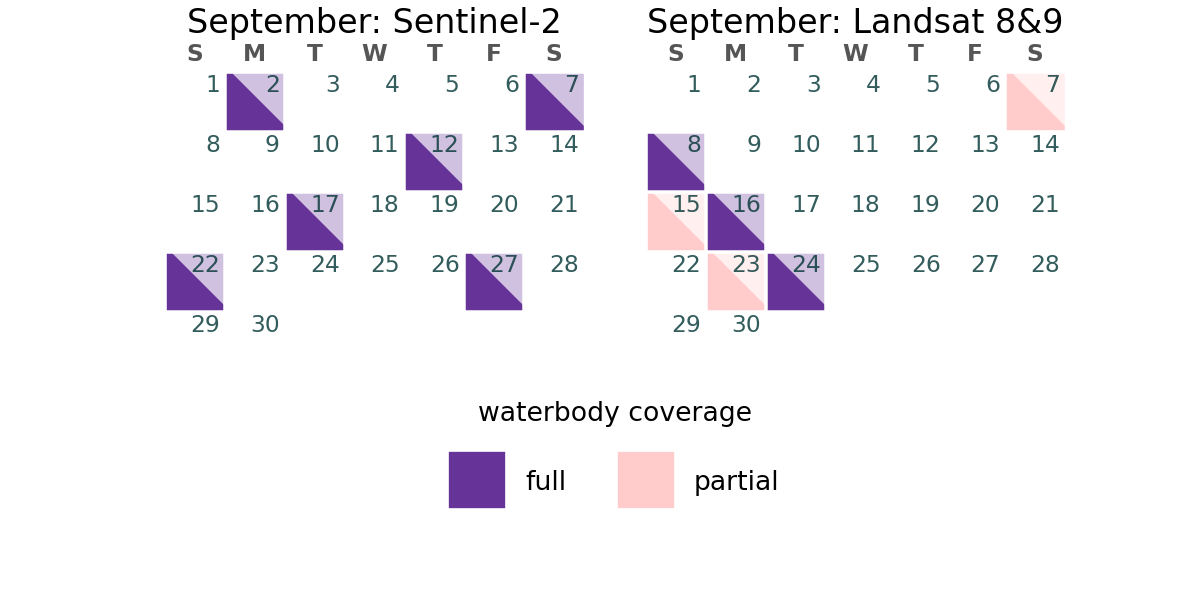 September: Sentinel-2
S M T W T F S
1 2 3 4 5 6 7
8 9 10 11 12 13 14
15 16 17 18 19 20 21
22 23 24 25 26 27 28
29 30
September: Landsat 8&9
S M T W T F S
1 2 3 4 5 6 7
8 9 10 11 12 13 14
15 16 17 18 19 20 21
22 23 24 25 26 27 28
29 30
waterbody coverage
full
partial